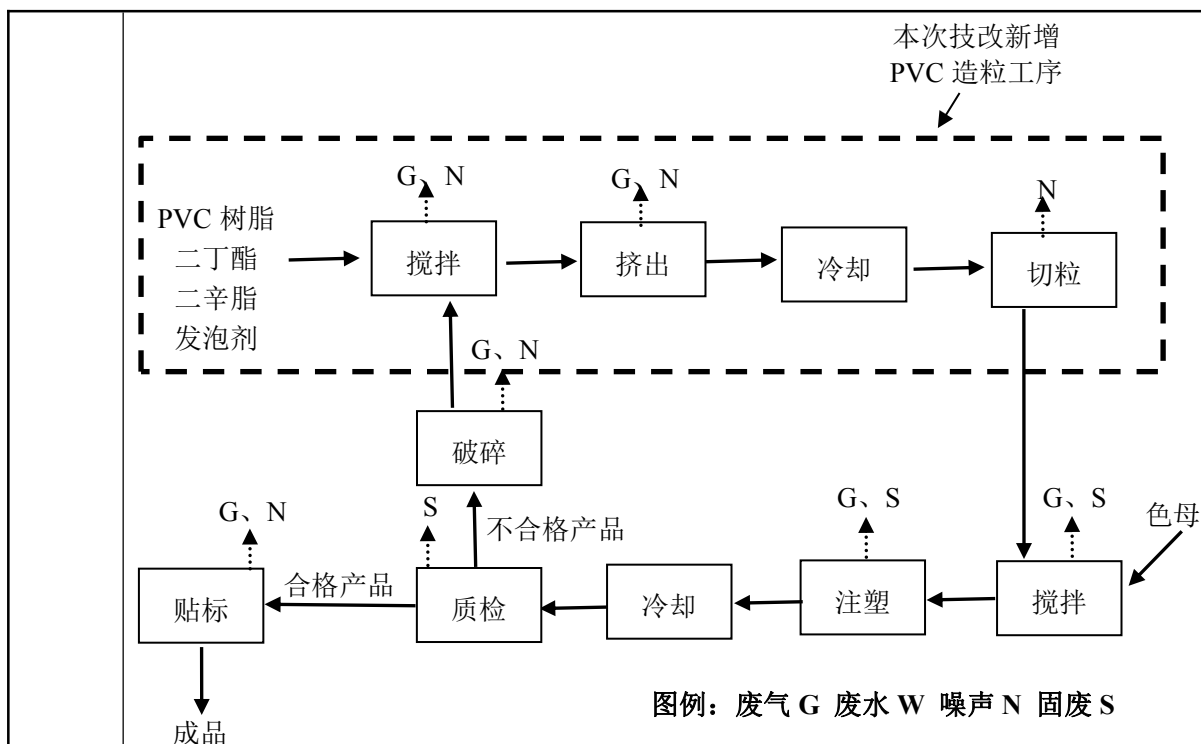 本次技改新增
PVC 造粒工序
G、N
G、N
N
PVC 树脂
二丁酯
二辛脂
发泡剂
搅拌
挤出
冷却
切粒
G、N
破碎
S
不合格产品
G、N
G、S
G、S
色母
合格产品
贴标
质检
冷却
注塑
搅拌
成品
图例：废气 G 废水 W 噪声 N 固废 S